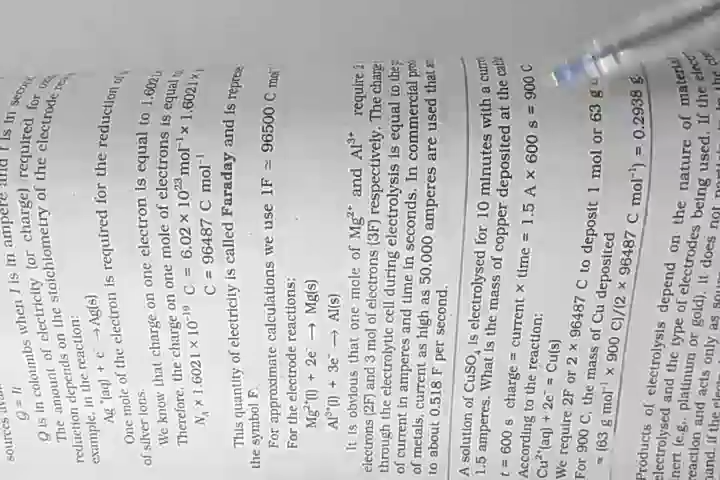 Q = It
Q is in coloumbs when I is in ampere and t is in
The amount of electricity (or charge) required for
reduction depends on the stoichiometry of the electrode
example, in the reaction:
Ag⁺(aq) + e⁻ → Ag(s)
One mole of the electron is required for the reduction of
of silver ions.
We know that charge on one electron is equal to 1.6021
Therefore, the charge on one mole of electrons is equal to
N_A × 1.6021 × 10⁻¹⁹ C = 6.02 × 10²³ mol⁻¹ × 1.6021 ×
C = 96487 C mol⁻¹
This quantity of electricity is called Faraday and is
the symbol F.
For approximate calculations we use 1F ≃ 96500 C
For the electrode reactions:
Mg²⁺(l) + 2e⁻ → Mg(s)
Al³⁺(l) + 3e⁻ → Al(s)
It is obvious that one mole of Mg²⁺ and Al³⁺ require
electrons (2F) and 3 mol of electrons (3F) respectively. The charge
through the electrolytic cell during electrolysis is equal to the
of current in amperes and time in seconds. In commercial
of metals, current as high as 50,000 amperes are used that
to about 0.518 F per second.
A solution of CuSO₄ is electrolysed for 10 minutes with a
1.5 amperes. What is the mass of copper deposited at the
t = 600 s charge = current × time = 1.5 A × 600 s = 900 C
According to the reaction:
Cu²⁺(aq) + 2e⁻ = Cu(s)
We require 2F or 2 × 96487 C to deposit 1 mol or 63 g
For 900 C, the mass of Cu deposited
= (63 g mol⁻¹ × 900 C)/(2 × 96487 C mol⁻¹) = 0.2938 g
Products of electrolysis depend on the nature of material
electrolysed and the type of electrodes being used. If the
inert (e.g., platinum or gold), it does not
reaction and acts only as
hand, if the